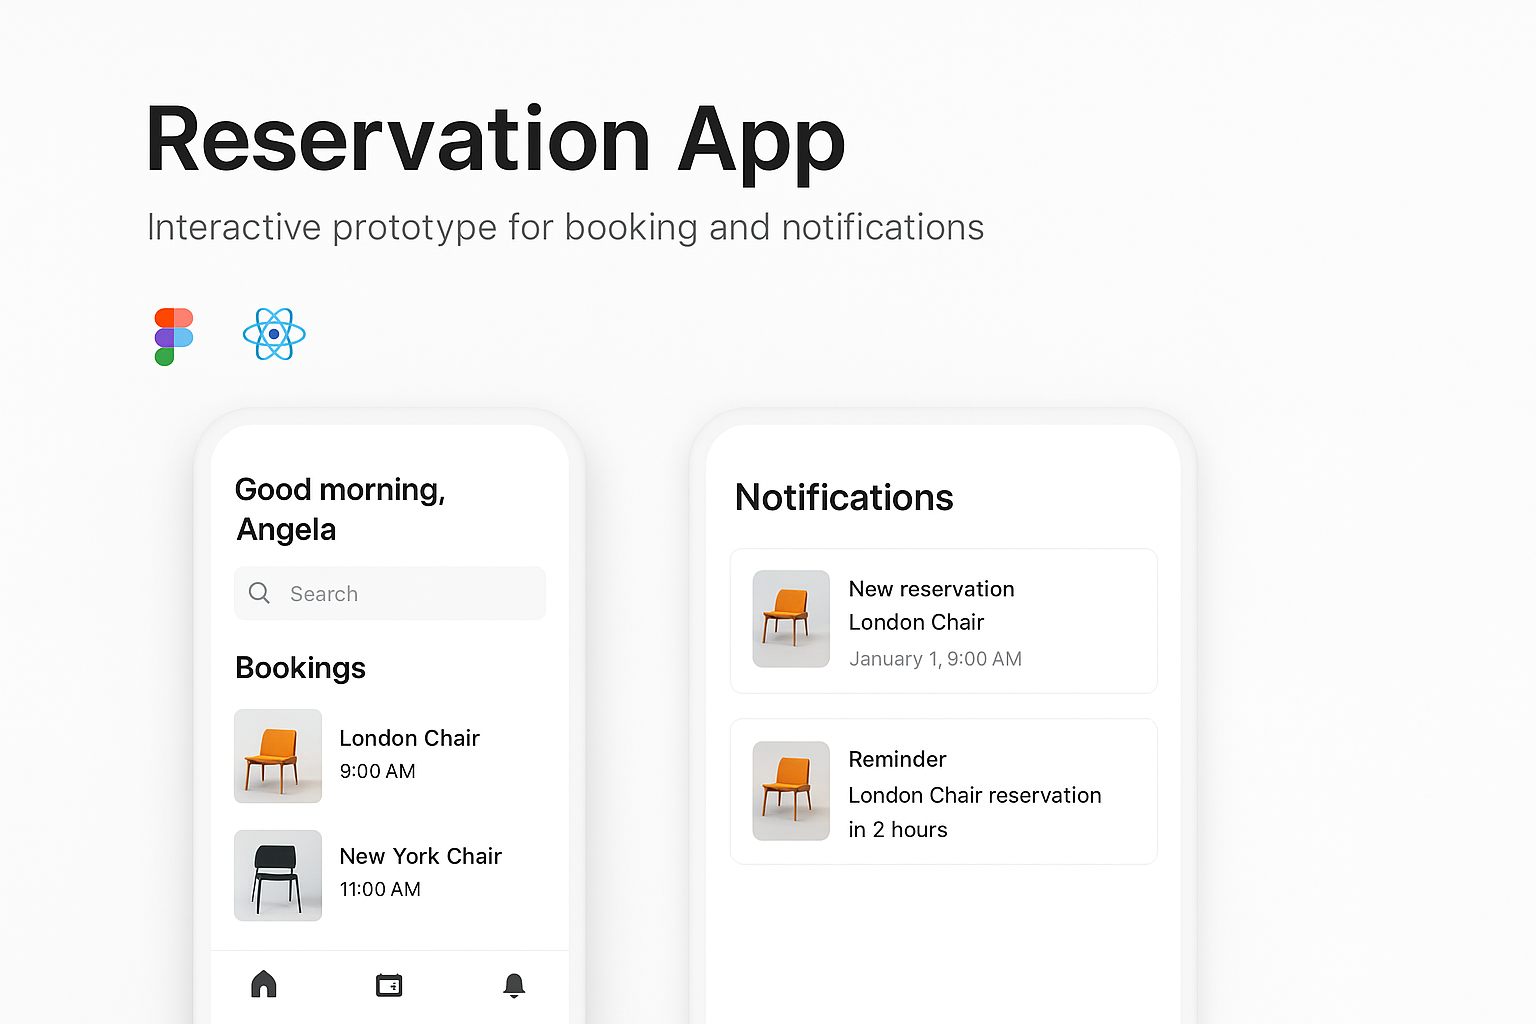 Reservation App
Interactive prototype for booking and notifications
Good morning,
Angela
Search
Bookings
London Chair
9:00 AM
New York Chair
11:00 AM
Notifications
New reservation
London Chair
January 1, 9:00 AM
Reminder
London Chair reservation
in 2 hours